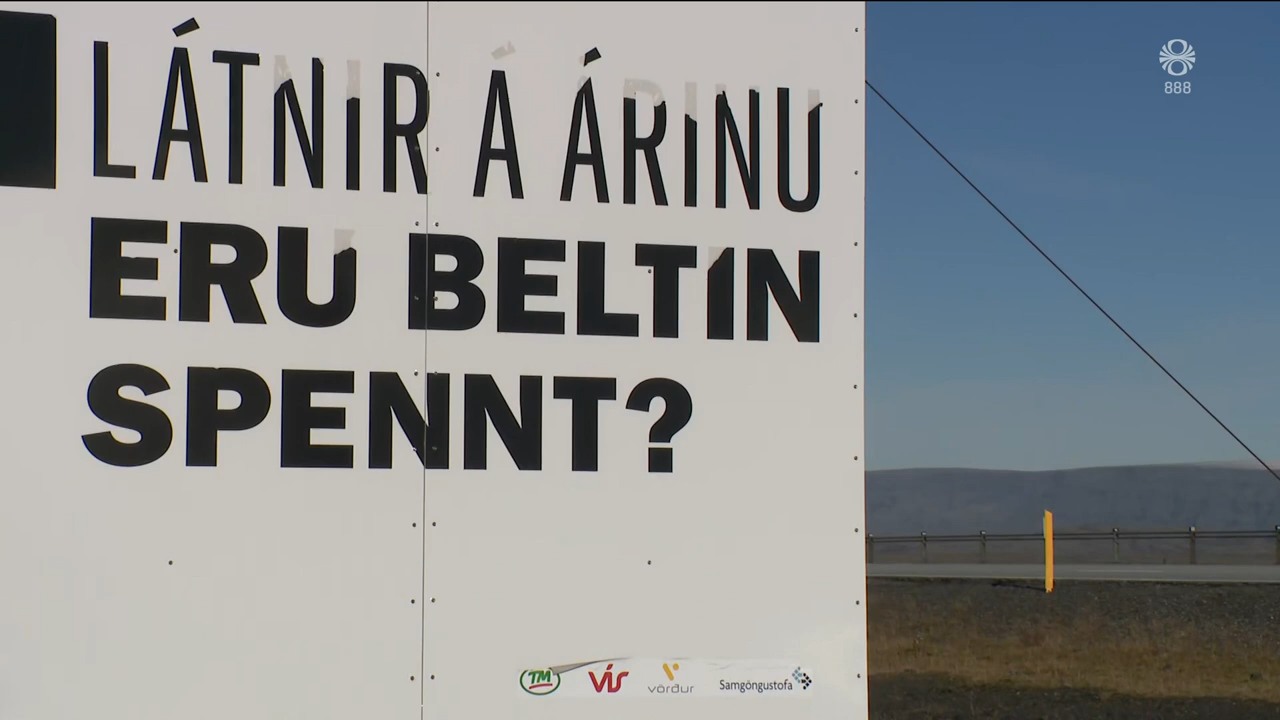 LÁTNIR Á ÁRINU
ERU BELTIN
SPENNT?
TM
VÍS
vörður
Samgöngustofa
888